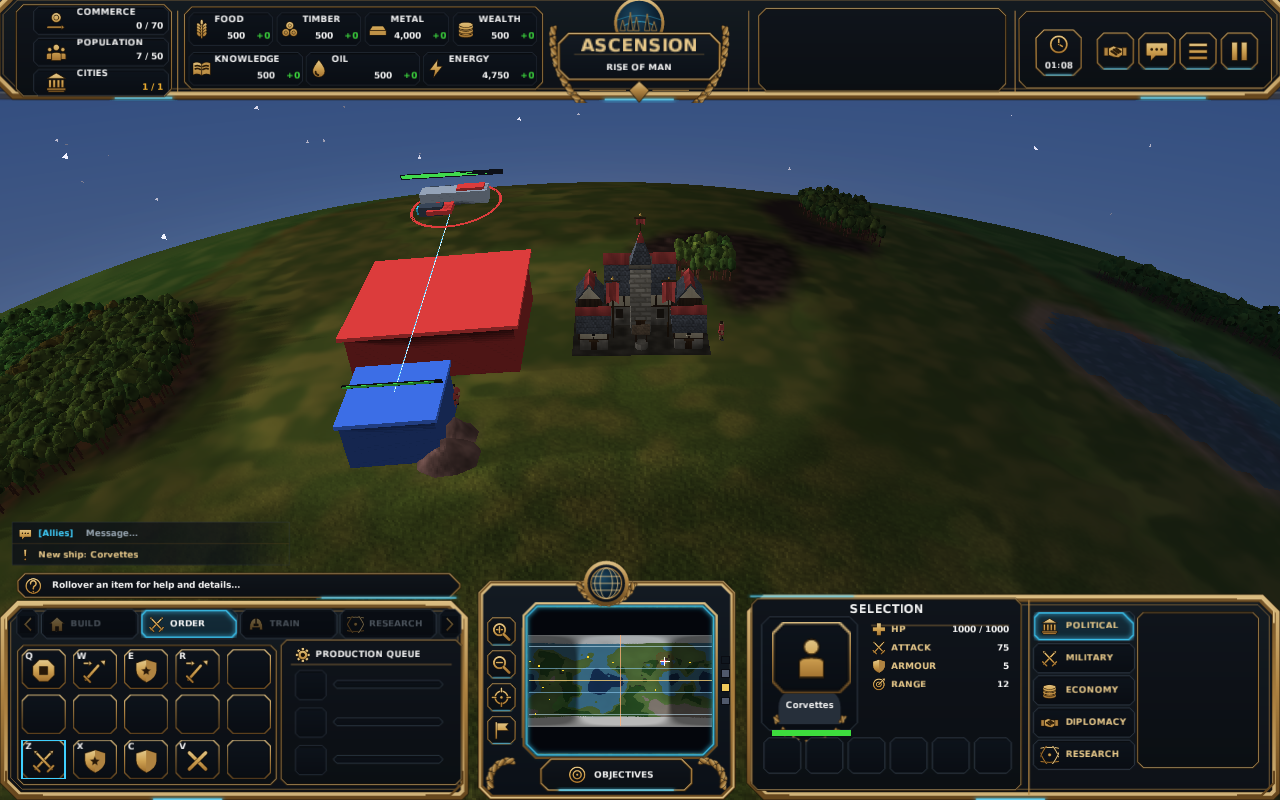 COMMERCE
0 / 70
POPULATION
7 / 50
CITIES
1 / 1
FOOD
500 +0
TIMBER
500 +0
METAL
4,000 +0
WEALTH
500 +0
KNOWLEDGE
500 +0
OIL
500 +0
ENERGY
4,750 +0
ASCENSION
RISE OF MAN
01:08
[Allies] Message...
! New ship: Corvettes
? Rollover an item for help and details...
BUILD
ORDER
TRAIN
RESEARCH
Q W E R
Z X C V
PRODUCTION QUEUE
OBJECTIVES
SELECTION
Corvettes
HP 1000 / 1000
ATTACK 75
ARMOUR 5
RANGE 12
POLITICAL
MILITARY
ECONOMY
DIPLOMACY
RESEARCH